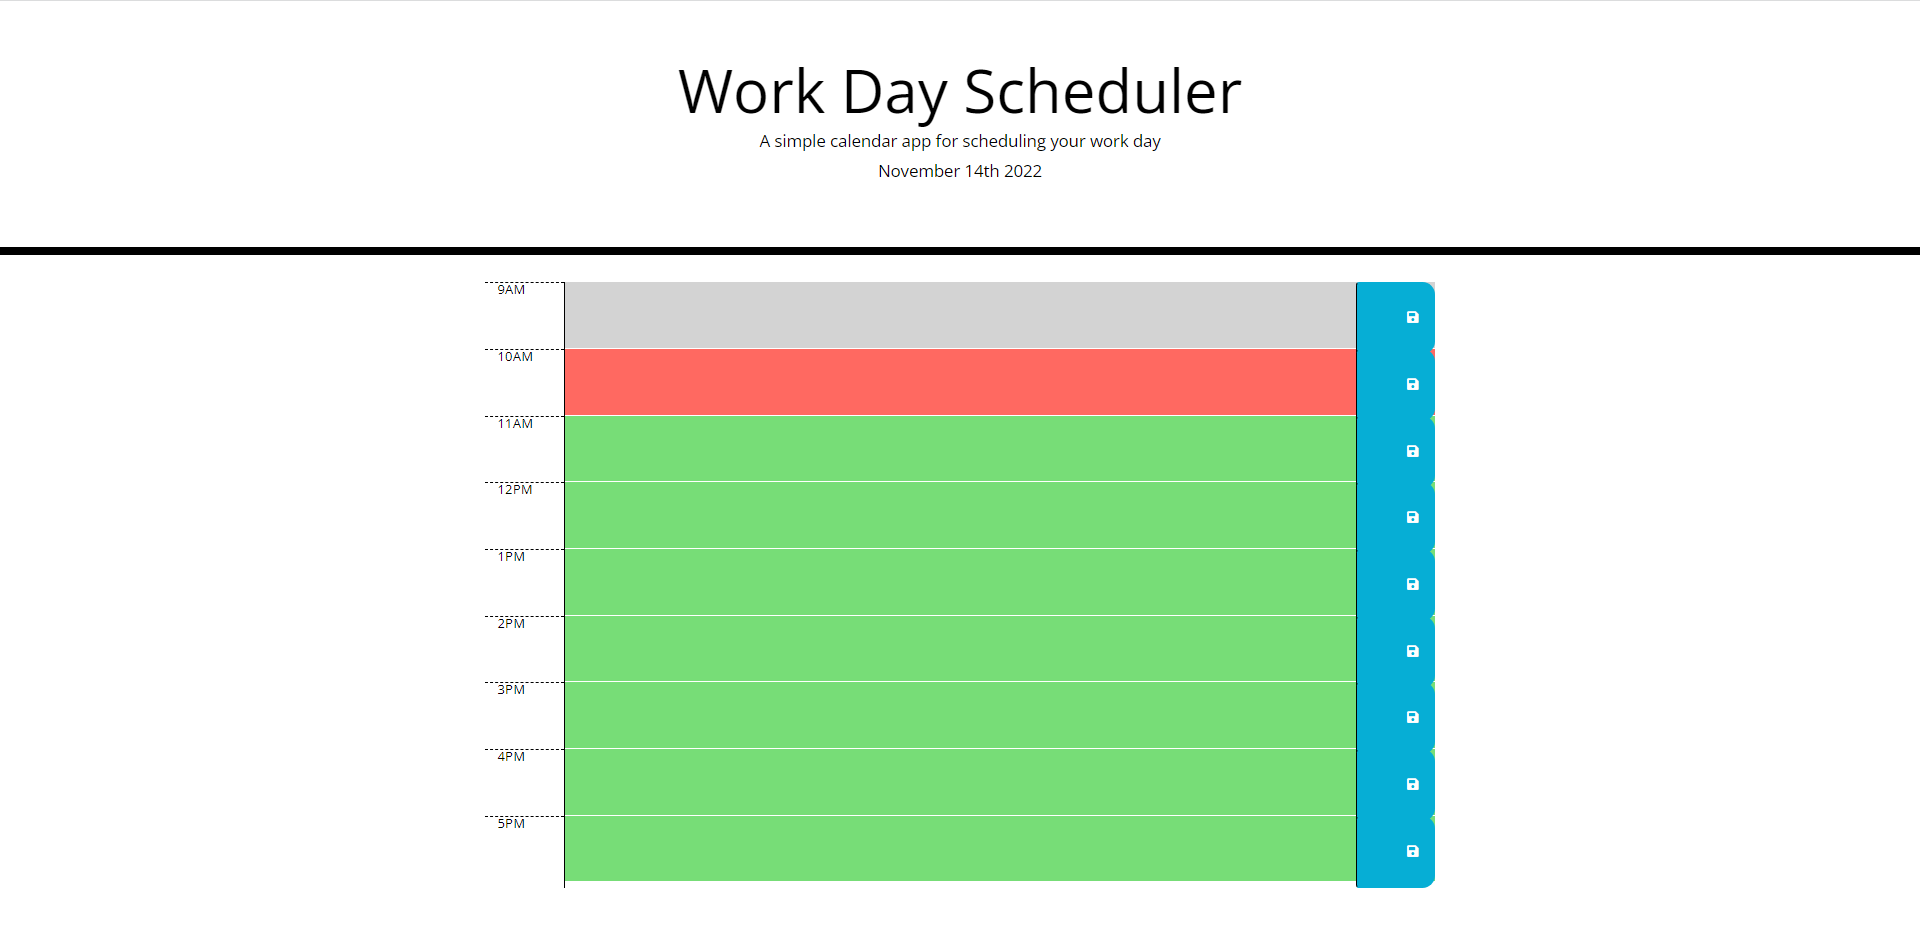 Work Day Scheduler
A simple calendar app for scheduling your work day
November 14th 2022
9AM
10AM
11AM
12PM
1PM
2PM
3PM
4PM
5PM